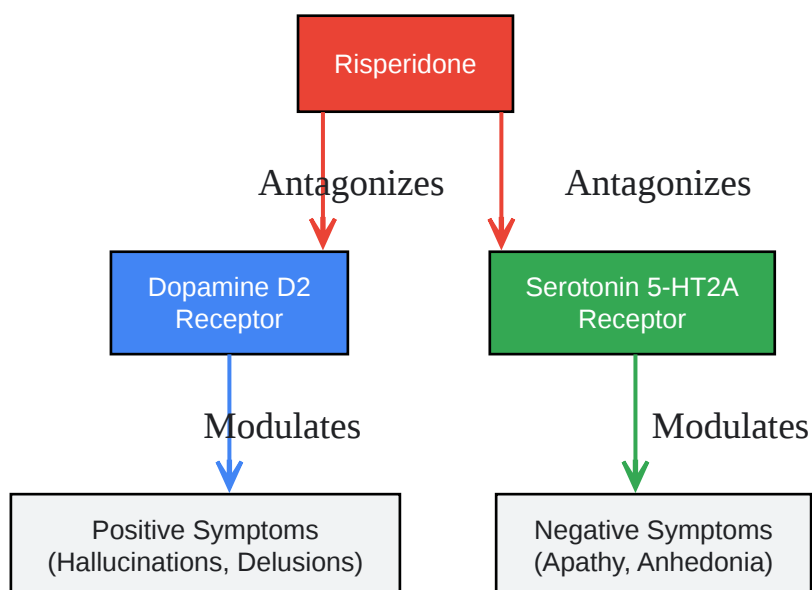 Risperidone
Antagonizes
Antagonizes
Dopamine D2
Receptor
Serotonin 5-HT2A
Receptor
Modulates
Modulates
Positive Symptoms
(Hallucinations, Delusions)
Negative Symptoms
(Apathy, Anhedonia)